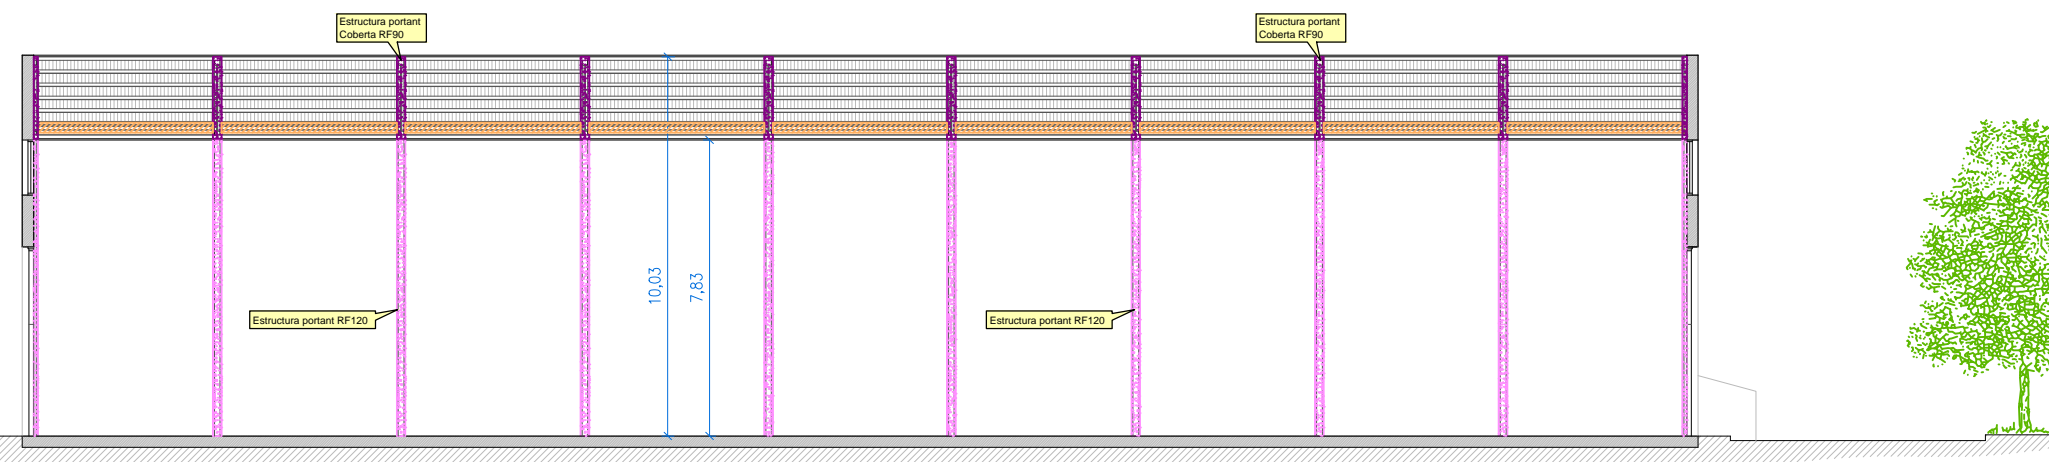 Estructura portant
Coberta RF90
Estructura portant
Coberta RF90
10,03
7,83
Estructura portant RF120
Estructura portant RF120